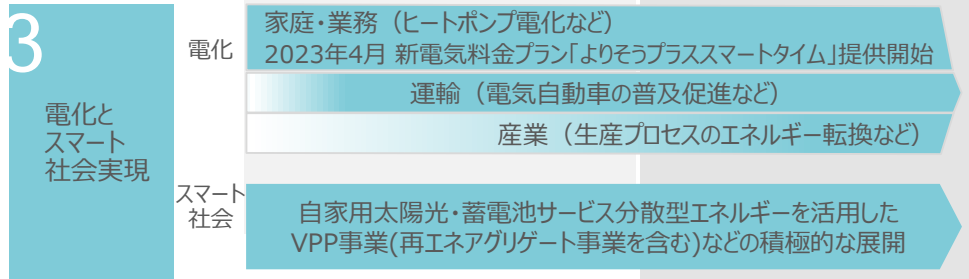 3
電化と
スマート
社会実現
電化
家庭・業務（ヒートポンプ電化など）
2023年4月 新電気料金プラン「よりそうプラススマートタイム」提供開始
運輸（電気自動車の普及促進など）
産業（生産プロセスのエネルギー転換など）
スマート
社会
自家用太陽光・蓄電池サービス分散型エネルギーを活用した
VPP事業(再エネアグリゲート事業を含む)などの積極的な展開